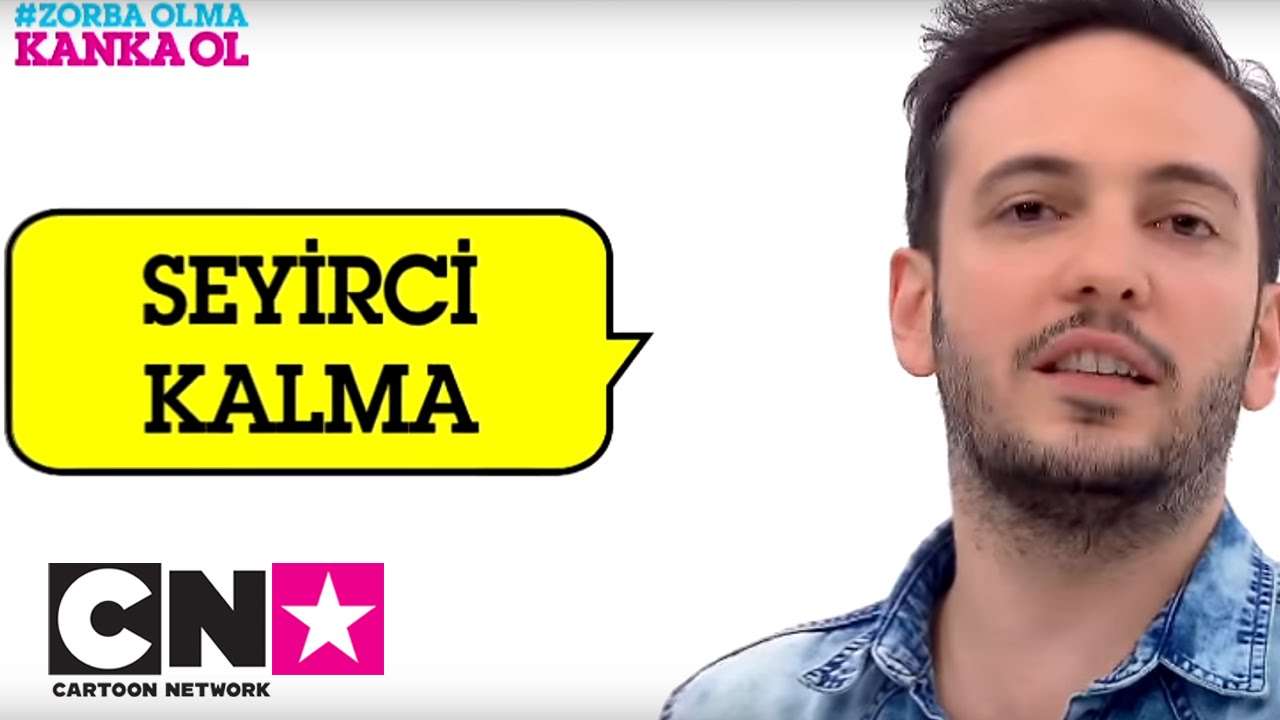 #ZORBA OLMA
KANKA OL
SEYİRCİ
KALMA
CN
CARTOON NETWORK